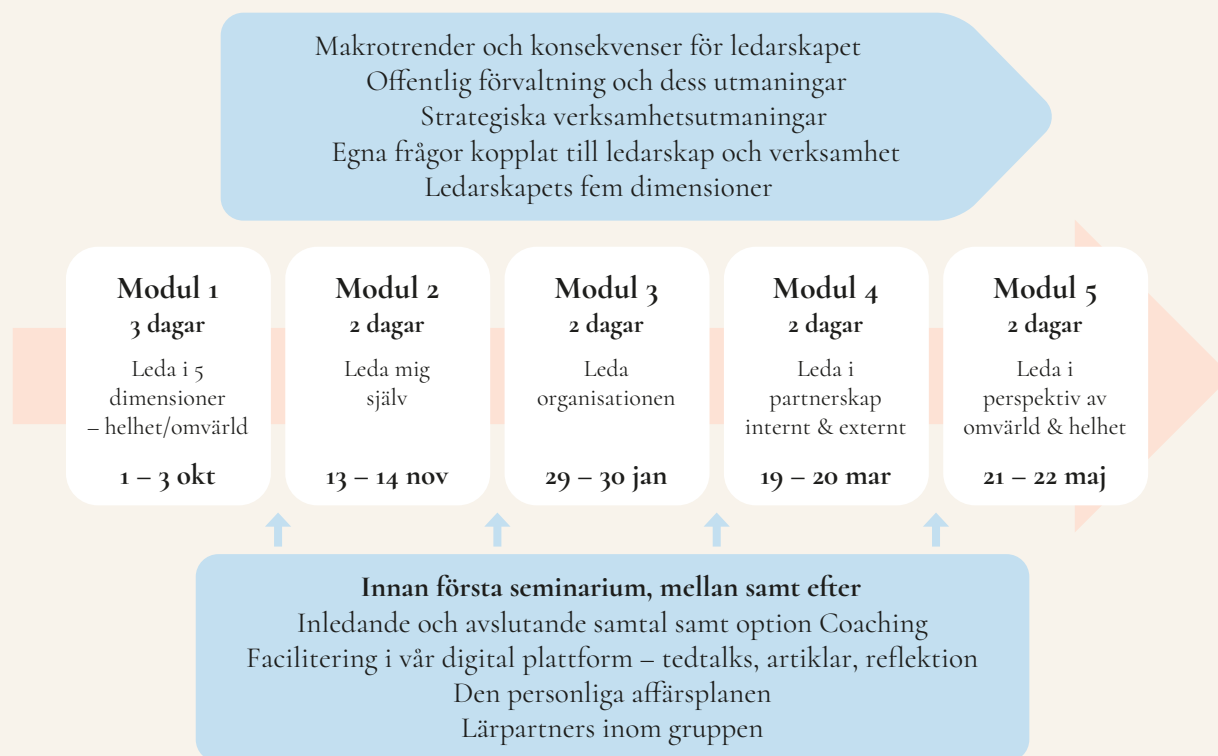 Makrotrender och konsekvenser för ledarskapet
Offentlig förvaltning och dess utmaningar
Strategiska verksamhetsutmaningar
Egna frågor kopplat till ledarskap och verksamhet
Ledarskapets fem dimensioner
Modul 1
3 dagar
Leda i 5
dimensioner
– helhet/omvärld
1 – 3 okt
Modul 2
2 dagar
Leda mig
själv
13 – 14 nov
Modul 3
2 dagar
Leda
organisationen
29 – 30 jan
Modul 4
2 dagar
Leda i
partnerskap
internt & externt
19 – 20 mar
Modul 5
2 dagar
Leda i
perspektiv av
omvärld & helhet
21 – 22 maj
Innan första seminarium, mellan samt efter
Inledande och avslutande samtal samt option Coaching
Facilitering i vår digital plattform – tedtalks, artiklar, reflektion
Den personliga affärsplanen
Lärpartners inom gruppen